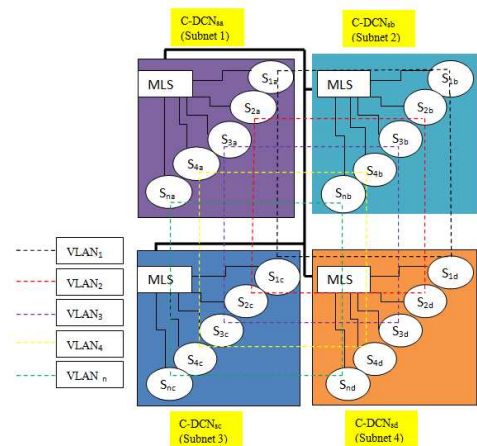 C-DCNsa
(Subnet 1)
C-DCNsb
(Subnet 2)
MLS
S1a
S2a
S3a
S4a
Sna
MLS
S1b
S2b
S3b
S4b
Snb
VLAN1
VLAN2
VLAN3
VLAN4
VLAN n
MLS
S1c
S2c
S3c
S4c
Snc
MLS
S1d
S2d
S3d
S4d
Snd
C-DCNsc
(Subnet 3)
C-DCNsd
(Subnet 4)